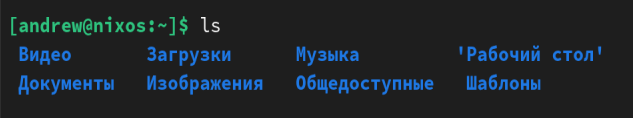 [andrew@nixos:~]$ ls
Видео Загрузки Музыка 'Рабочий стол'
Документы Изображения Общедоступные Шаблоны